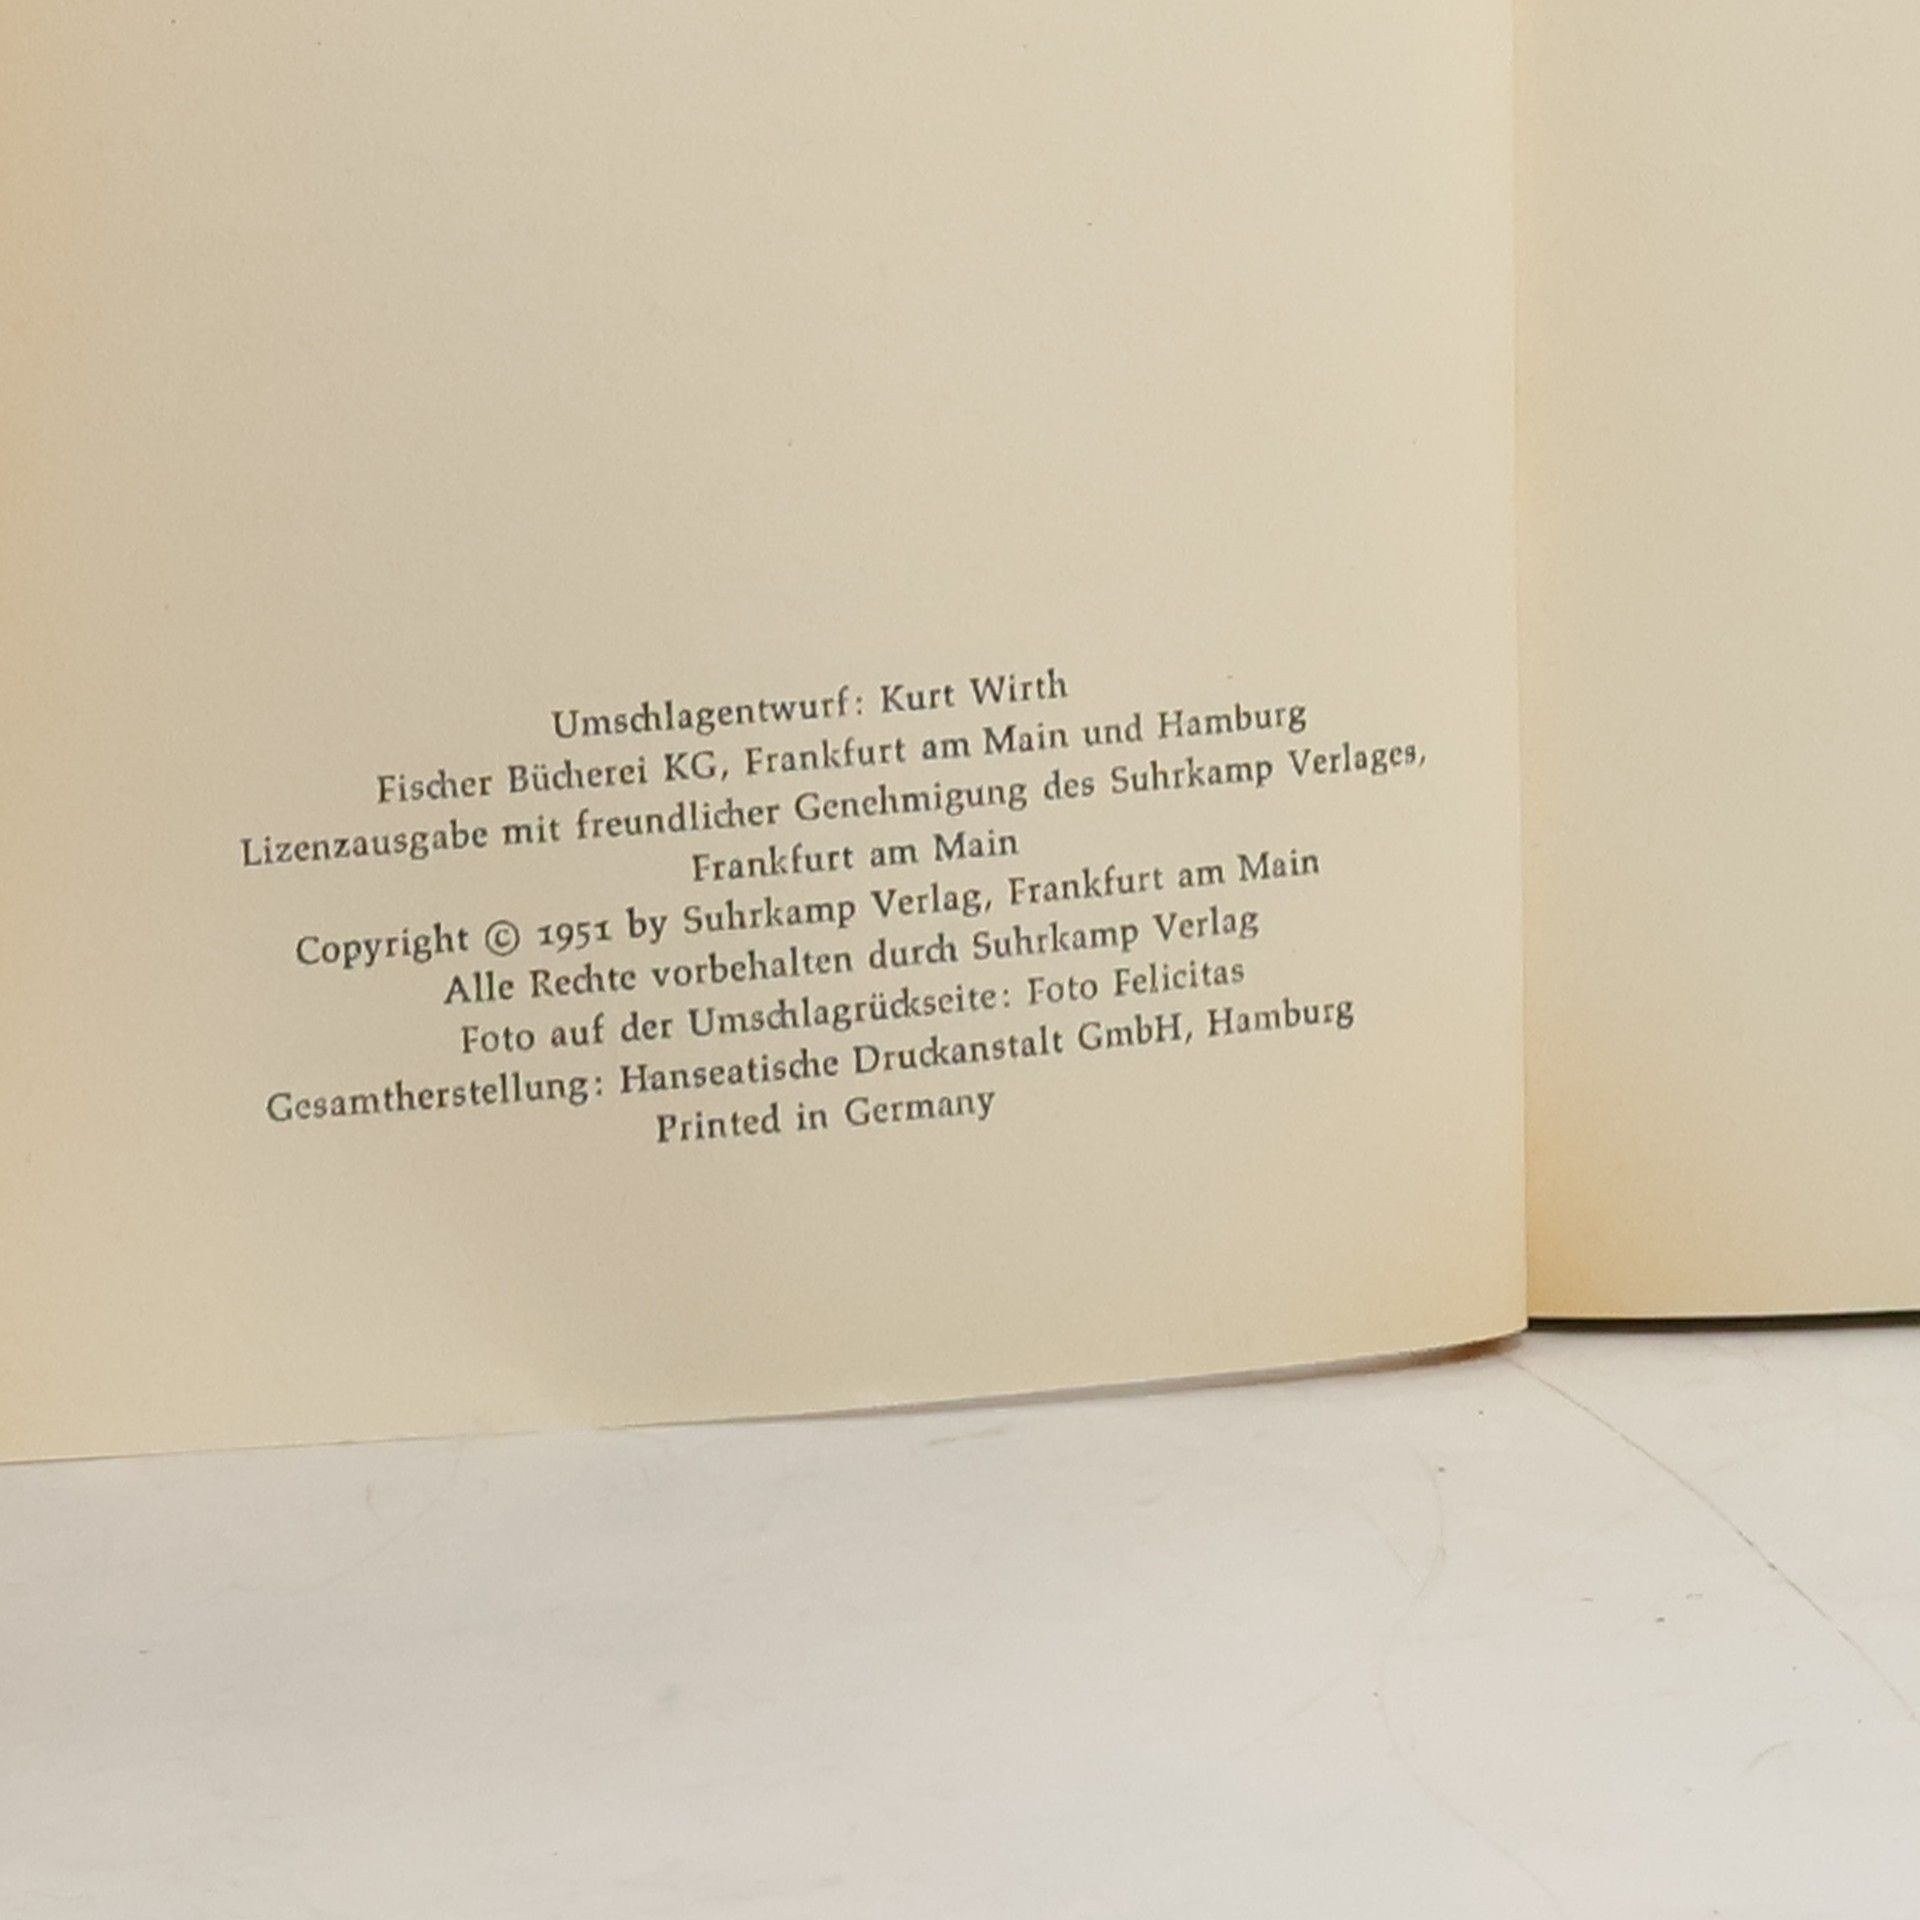 Umschlagentwurf: Kurt Wirth
Fischer Bücherei KG, Frankfurt am Main und Hamburg
Lizenzausgabe mit freundlicher Genehmigung des Suhrkamp Verlages,
Frankfurt am Main
Copyright © 1951 by Suhrkamp Verlag, Frankfurt am Main
Alle Rechte vorbehalten durch Suhrkamp Verlag
Foto auf der Umschlagrückseite: Foto Felicitas
Gesamtherstellung: Hanseatische Druckanstalt GmbH, Hamburg
Printed in Germany